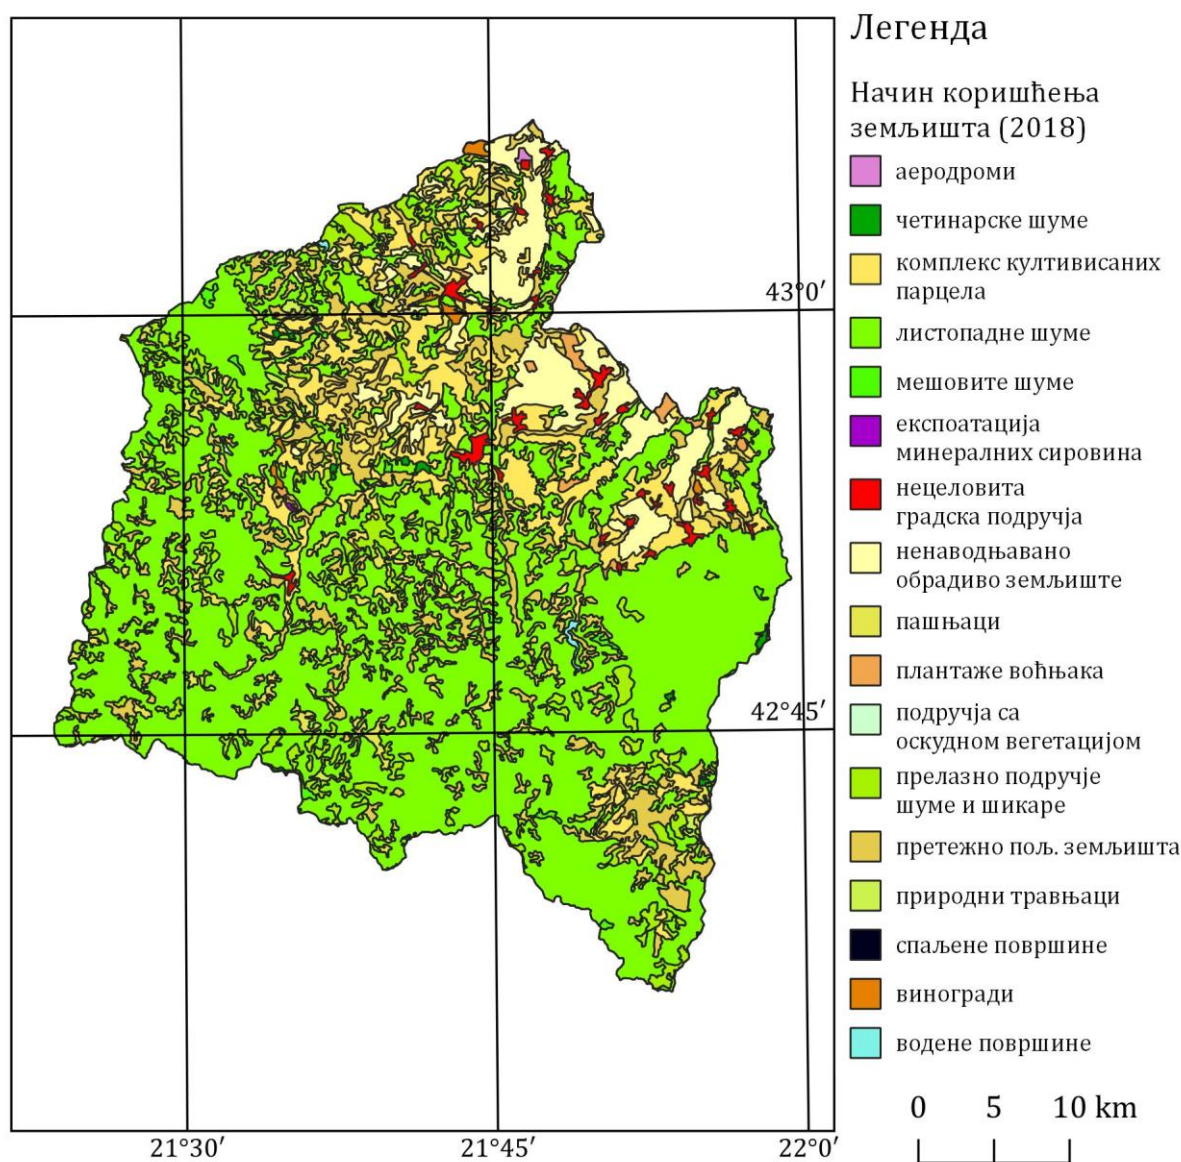 Легенда
Начин коришћења
земљишта (2018)
аеродроми
четинарске шуме
комплекс култивисаних
парцела
листопадне шуме
мешовите шуме
експоатација
минералних сировина
нецеловита
градска подручја
ненаводњавано
обрадиво земљиште
пашњаци
плантаже воћњака
подручја са
оскудном вегетацијом
прелазно подручје
шуме и шикаре
претежно пољ. земљишта
природни травњаци
спаљене површине
виногради
водене површине
0 5 10 km
43°0′
42°45′
21°30′ 21°45′ 22°0′